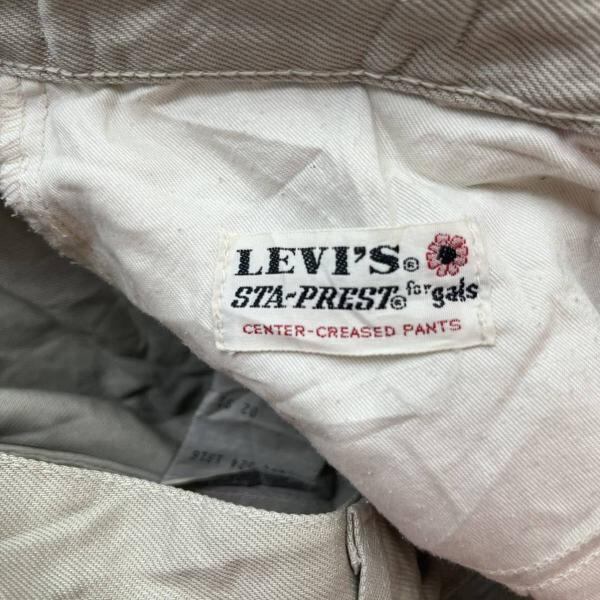 LEVI'S®
STA-PREST® for gals
CENTER-CREASED PANTS